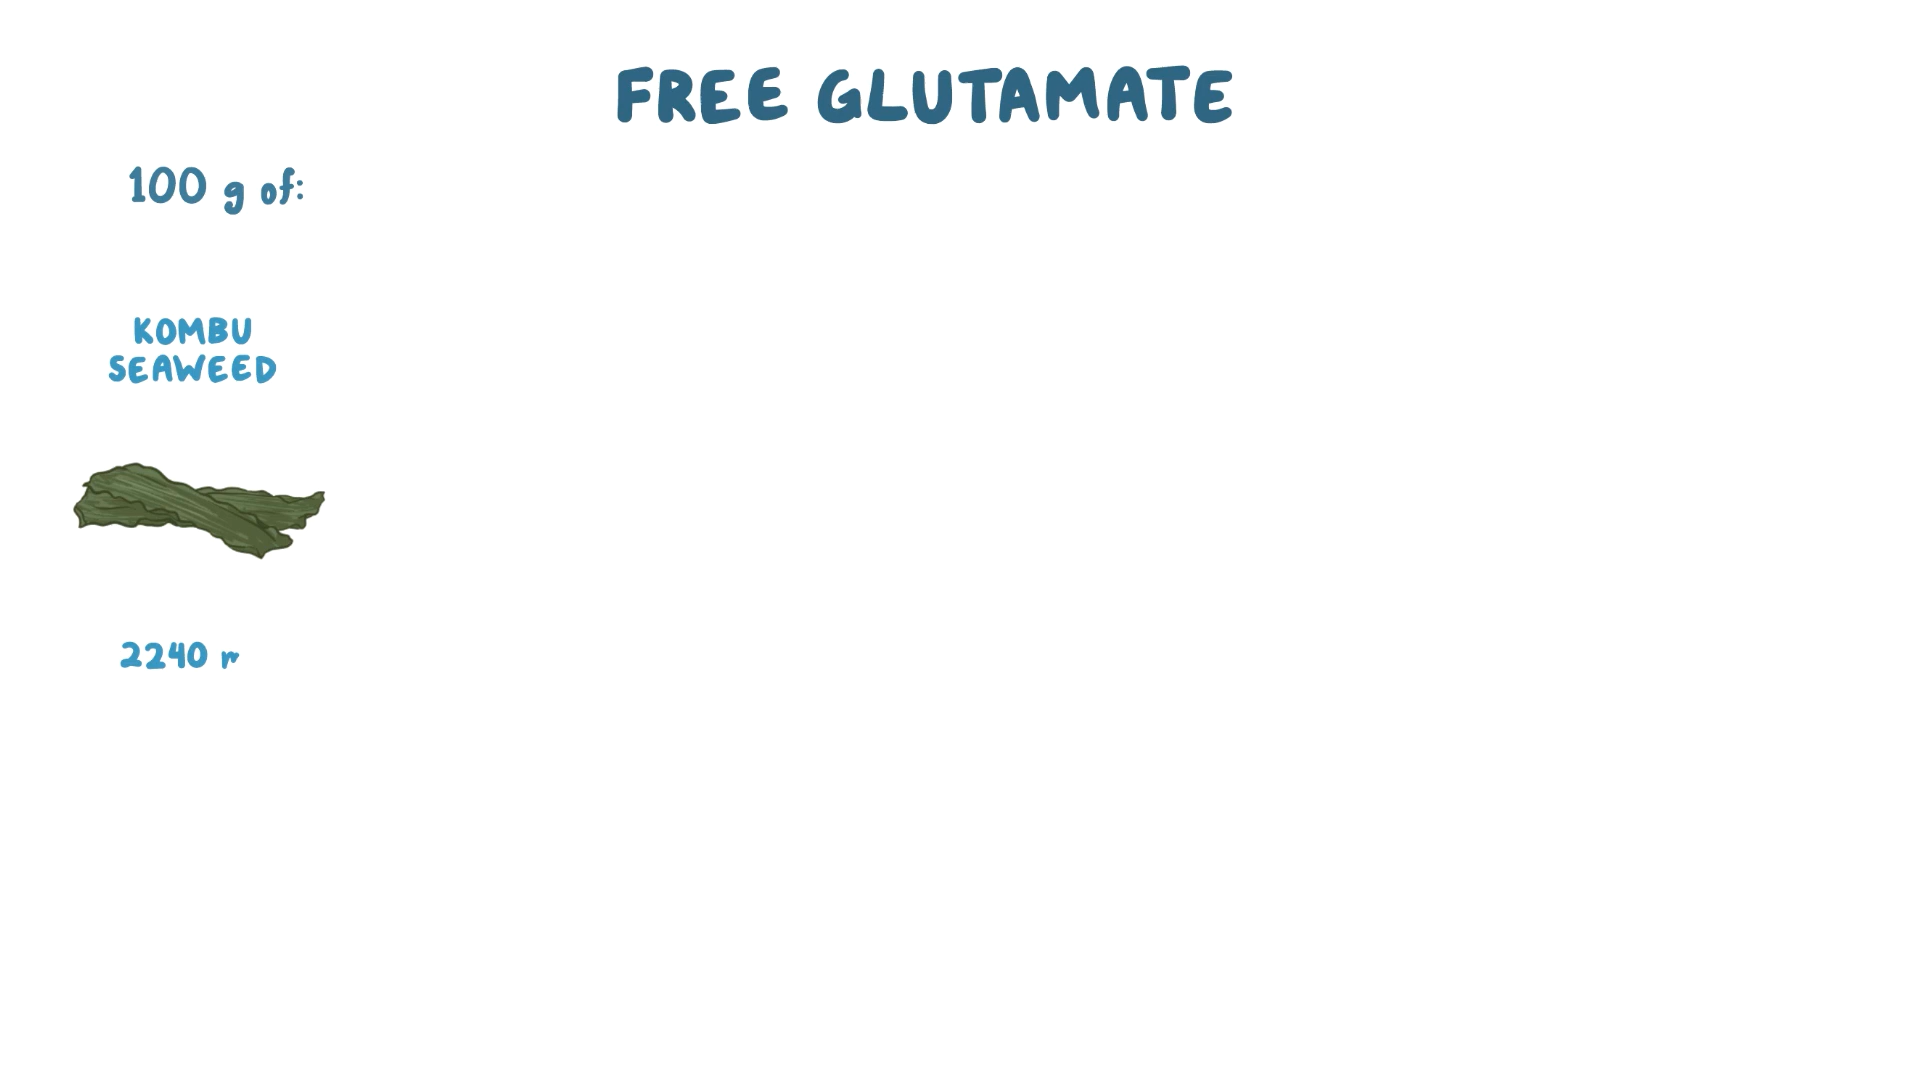 FREE GLUTAMATE
100 g of:
KOMBU
SEAWEED
2240 m